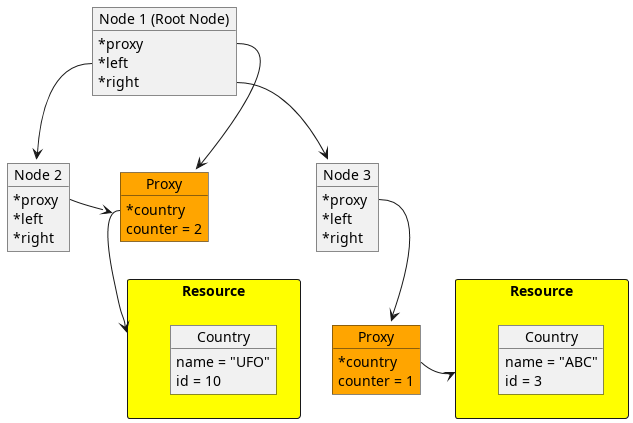 Node 1 (Root Node)
*proxy
*left
*right
Node 2
*proxy
*left
*right
Proxy
*country
counter = 2
Node 3
*proxy
*left
*right
Resource
Country
name = "UFO"
id = 10
Proxy
*country
counter = 1
Resource
Country
name = "ABC"
id = 3